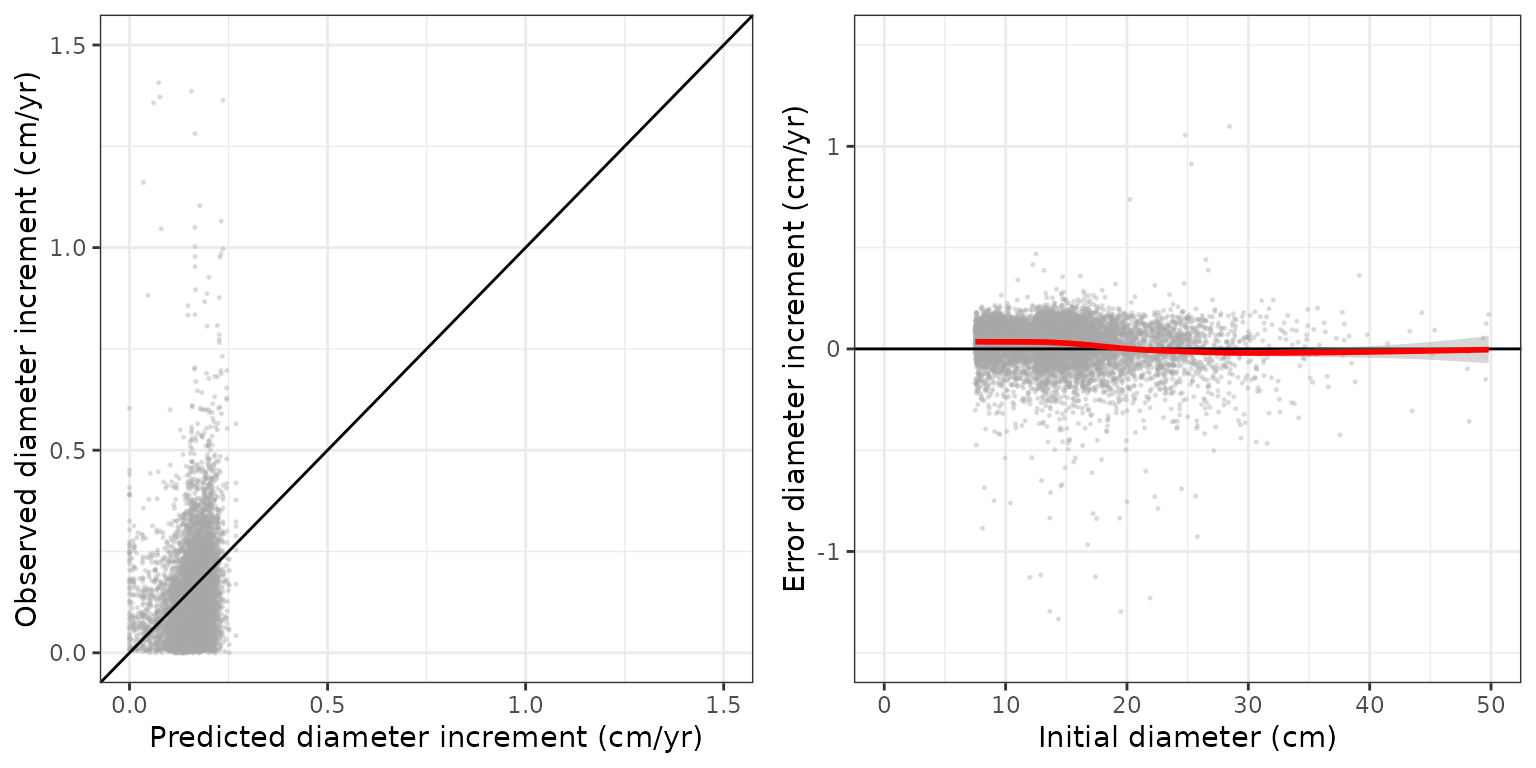 Observed diameter increment (cm/yr)
1.5
1.0
0.5
0.0
0.0 0.5 1.0 1.5
Predicted diameter increment (cm/yr)
Error diameter increment (cm/yr)
1
0
-1
0 10 20 30 40 50
Initial diameter (cm)